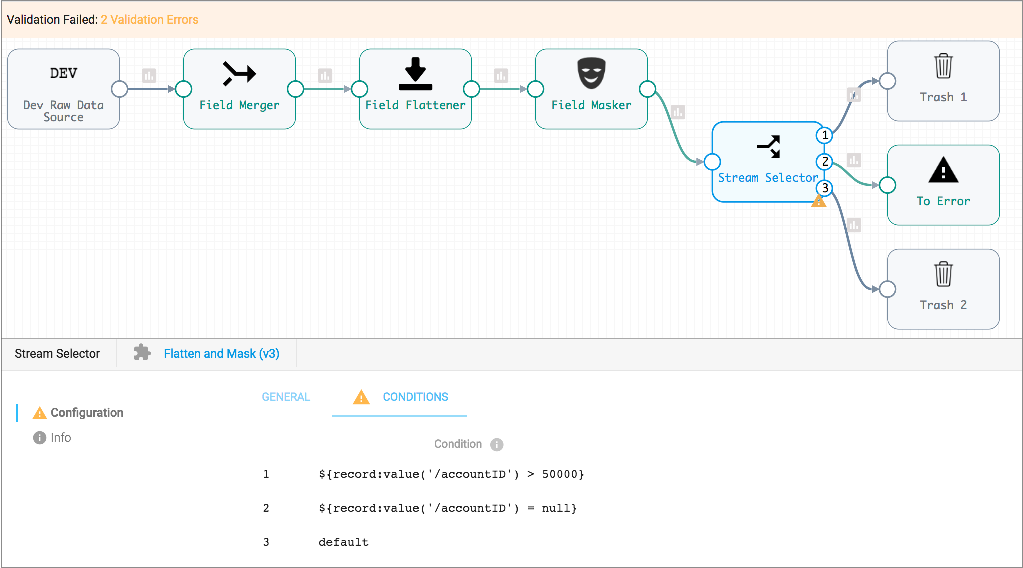 Validation Failed: 2 Validation Errors
DEV
Dev Raw Data
Source
Field Merger
Field Flattener
Field Masker
Stream Selector
1
2
3
Trash 1
To Error
Trash 2
Stream Selector
Flatten and Mask (v3)
Configuration
Info
GENERAL
CONDITIONS
Condition
1 ${record:value('/accountID') > 50000}
2 ${record:value('/accountID') = null}
3 default